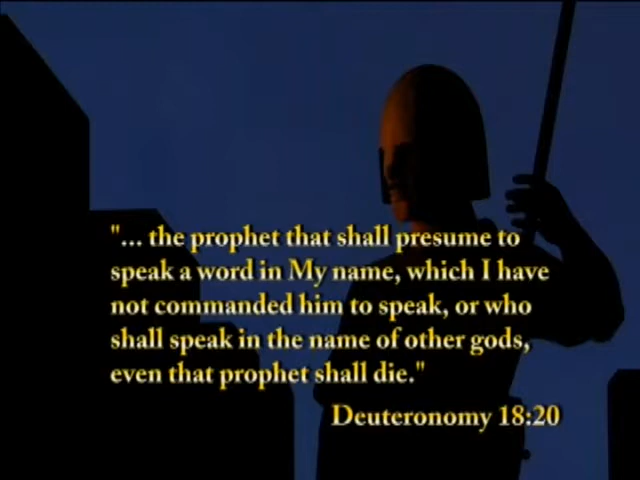 "... the prophet that shall presume to
speak a word in My name, which I have
not commanded him to speak, or who
shall speak in the name of other gods,
even that prophet shall die."
Deuteronomy 18:20